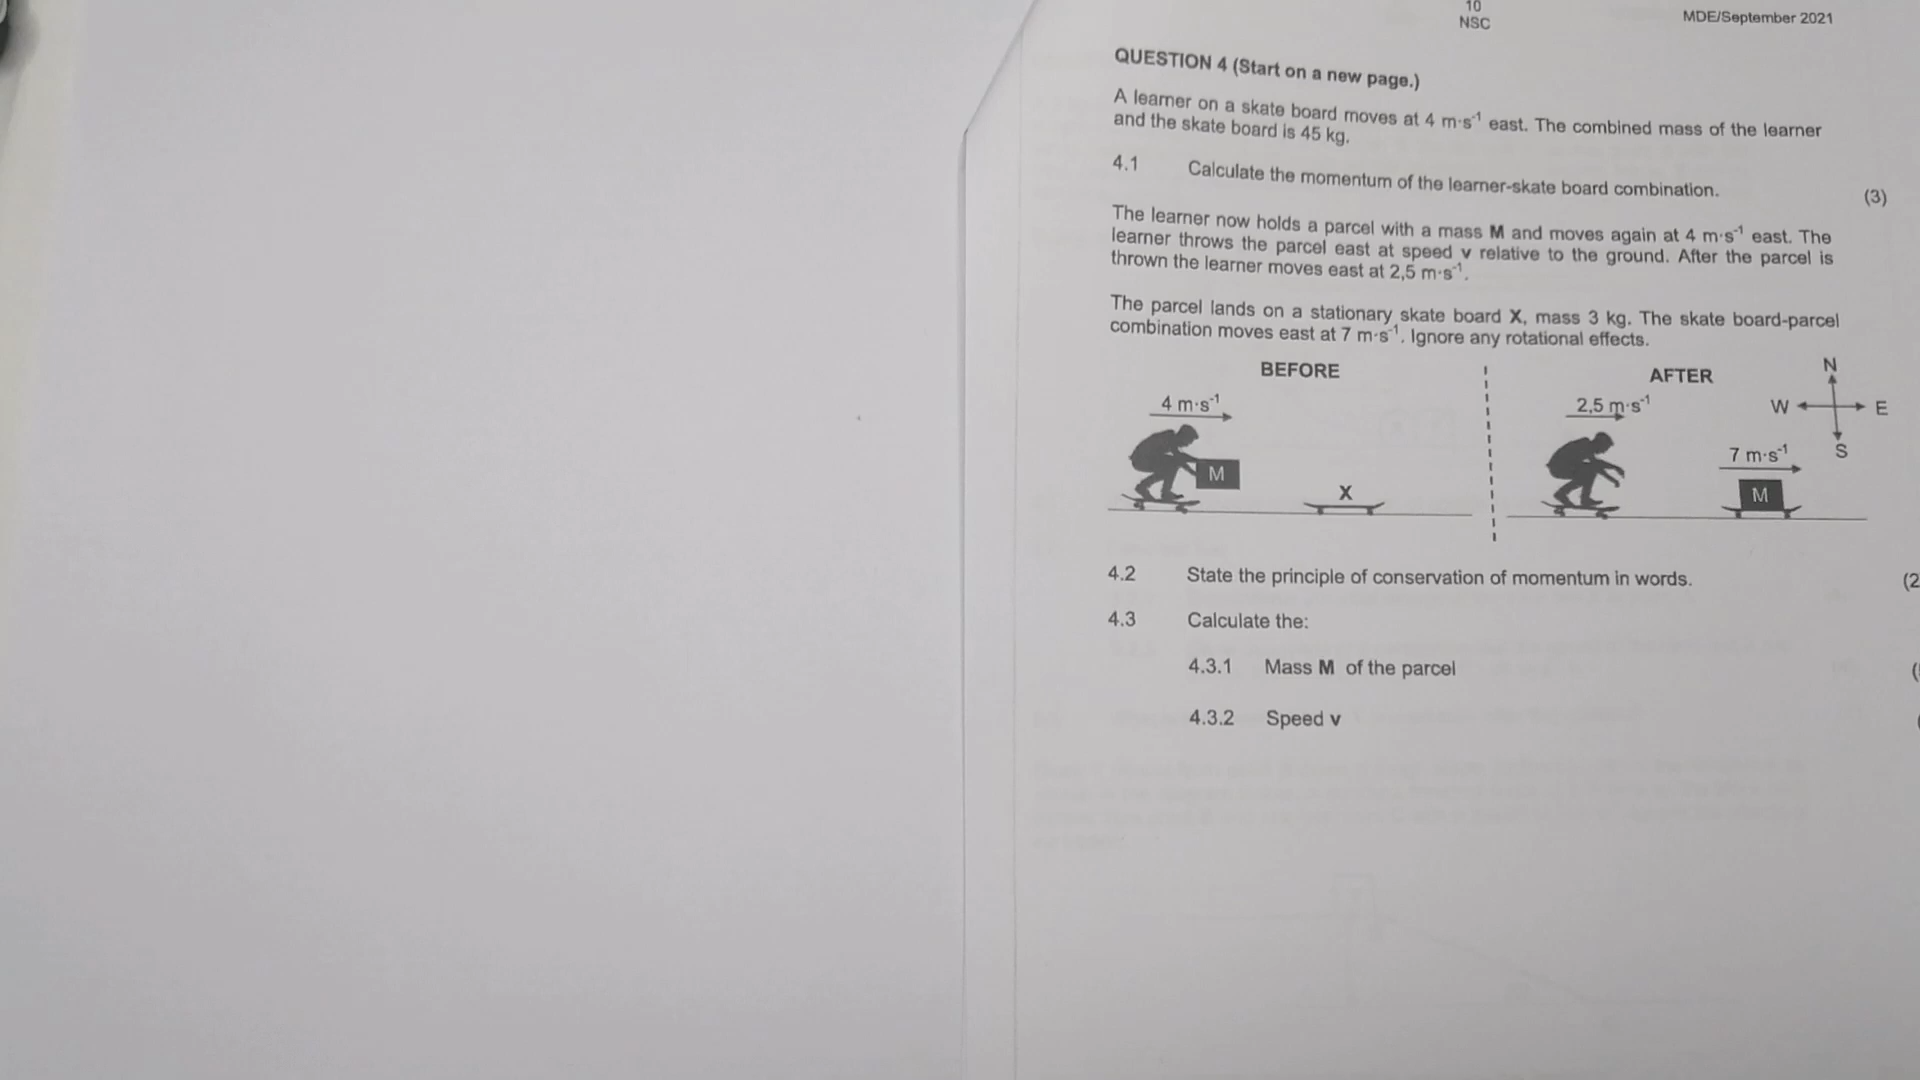 10
NSC
MDE/September 2021
QUESTION 4 (Start on a new page.)
A learner on a skate board moves at 4 m·s⁻¹ east. The combined mass of the learner
and the skate board is 45 kg.
4.1 Calculate the momentum of the learner-skate board combination. (3)
The learner now holds a parcel with a mass M and moves again at 4 m·s⁻¹ east. The
learner throws the parcel east at speed v relative to the ground. After the parcel is
thrown the learner moves east at 2,5 m·s⁻¹.
The parcel lands on a stationary skate board X, mass 3 kg. The skate board-parcel
combination moves east at 7 m·s⁻¹. Ignore any rotational effects.
BEFORE
4 m·s⁻¹
M
X
AFTER
2,5 m·s⁻¹
7 m·s⁻¹
M
N
W E
S
4.2 State the principle of conservation of momentum in words. (2
4.3 Calculate the:
4.3.1 Mass M of the parcel
4.3.2 Speed v